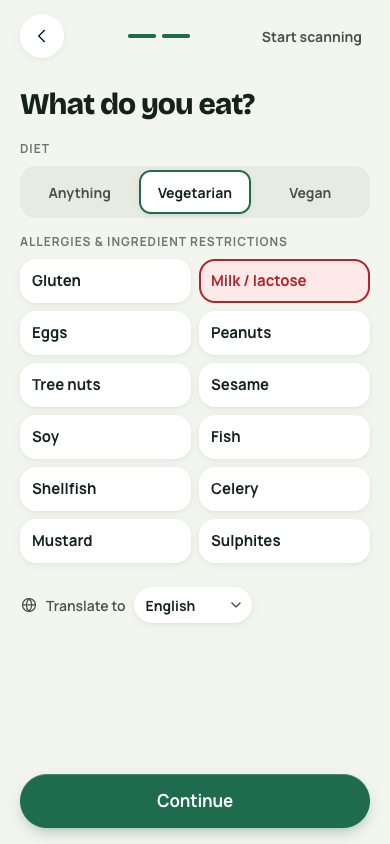 Start scanning
What do you eat?
DIET
Anything
Vegetarian
Vegan
ALLERGIES & INGREDIENT RESTRICTIONS
Gluten
Milk / lactose
Eggs
Peanuts
Tree nuts
Sesame
Soy
Fish
Shellfish
Celery
Mustard
Sulphites
Translate to
English
Continue